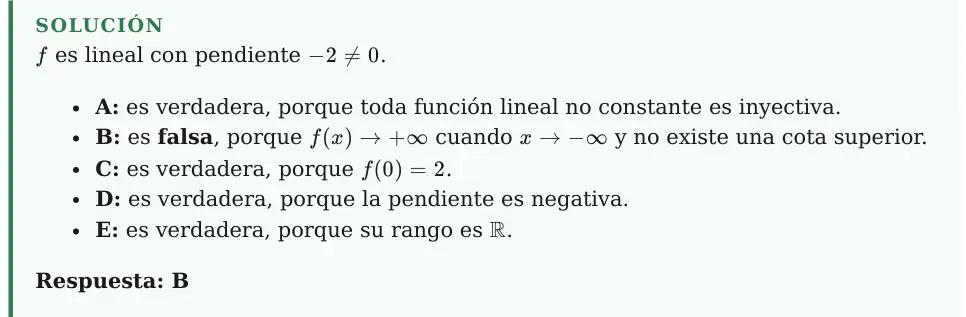 SOLUCIÓN
f es lineal con pendiente −2 ≠ 0.
• A: es verdadera, porque toda función lineal no constante es inyectiva.
• B: es falsa, porque f(x) → +∞ cuando x → −∞ y no existe una cota superior.
• C: es verdadera, porque f(0) = 2.
• D: es verdadera, porque la pendiente es negativa.
• E: es verdadera, porque su rango es ℝ.
Respuesta: B